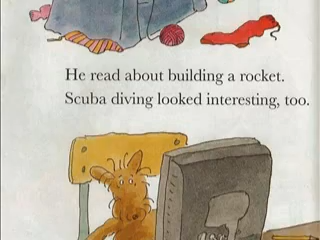 He read about building a rocket.
Scuba diving looked interesting, too.